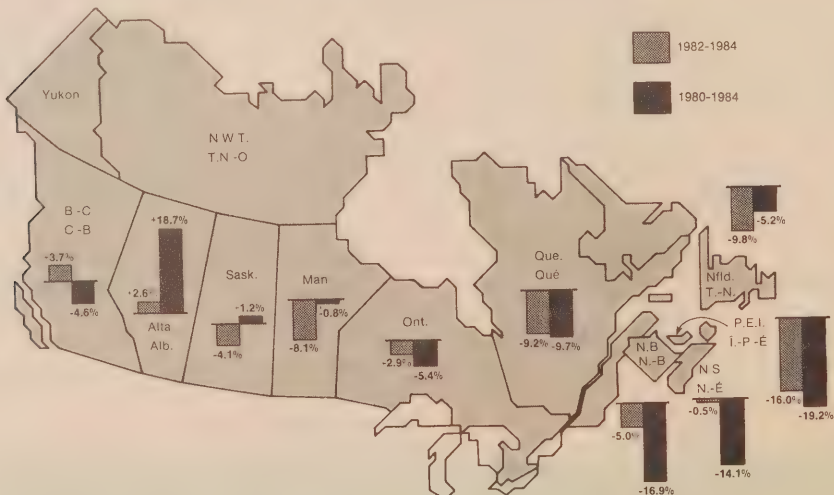 1982-1984
1980-1984
Yukon
N W T.
T.N -O
B -C
C -B
+3.7%
-4.6%
+18.7%
+2.6%
Alta
Alb.
Sask.
-1.2%
-4.1%
Man
-0.8%
-8.1%
Ont.
-2.9%
-5.4%
Que.
Qué
-9.2%
-9.7%
-5.2%
-9.8%
Nfld.
T.-N.
P.E.I.
Î.-P -É
-16.0%
-19.2%
N.B
N.-B
N S
N.-É
-0.5%
-14.1%
-5.0%
-16.9%